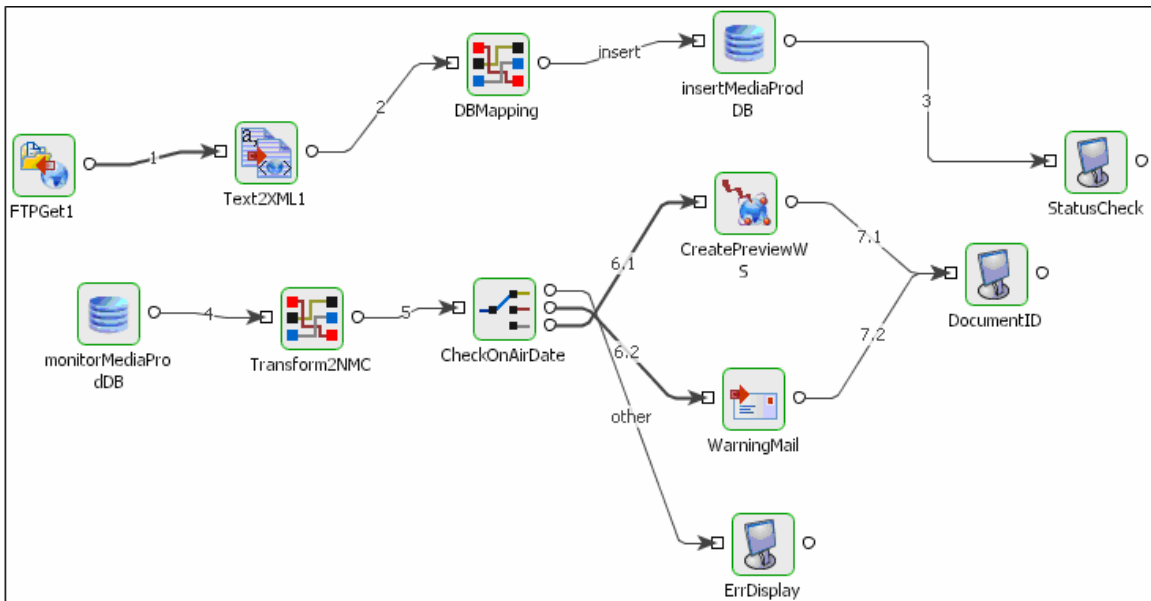 DBMapping
insert
insertMediaProd
DB
2
3
1
a,
FTPGet1
Text2XML1
StatusCheck
CreatePreviewW
S
6.1
7.1
monitorMediaPro
dDB
4
Transform2NMC
5
CheckOnAirDate
6.2
7.2
DocumentID
other
WarningMail
ErrDisplay